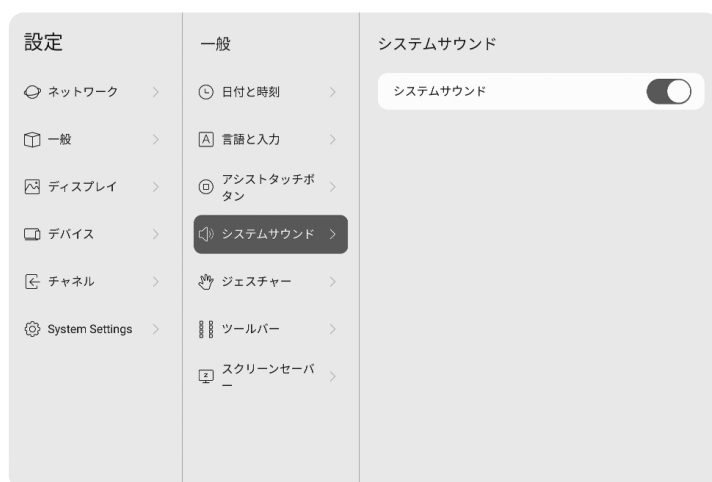 設定
ネットワーク
一般
ディスプレイ
デバイス
チャネル
System Settings
一般
日付と時刻
A
言語と入力
アシストタッチボ
タン
システムサウンド
ジェスチャー
ツールバー
z
スクリーンセーバ
ー
システムサウンド
システムサウンド